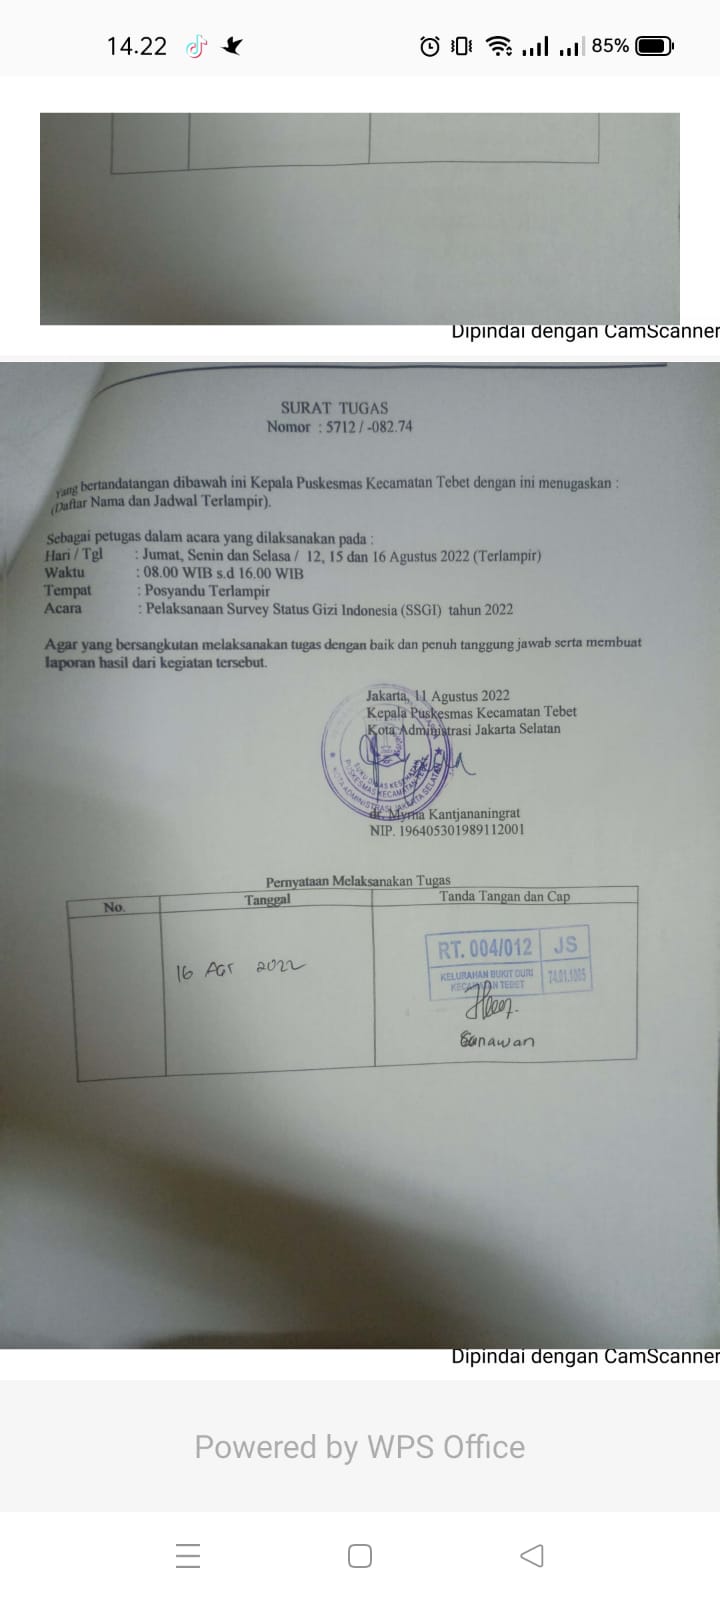 14.22
85%
Dipindai dengan CamScanner
SURAT TUGAS
Nomor : 5712 / -082.74
Yang bertandatangan dibawah ini Kepala Puskesmas Kecamatan Tebet dengan ini menugaskan :
(Daftar Nama dan Jadwal Terlampir).
Sebagai petugas dalam acara yang dilaksanakan pada :
Hari / Tgl : Jumat, Senin dan Selasa / 12, 15 dan 16 Agustus 2022 (Terlampir)
Waktu : 08.00 WIB s.d 16.00 WIB
Tempat : Posyandu Terlampir
Acara : Pelaksanaan Survey Status Gizi Indonesia (SSGI) tahun 2022
Agar yang bersangkutan melaksanakan tugas dengan baik dan penuh tanggung jawab serta membuat
laporan hasil dari kegiatan tersebut.
Jakarta, 11 Agustus 2022
Kepala Puskesmas Kecamatan Tebet
Kota Administrasi Jakarta Selatan
dr. Myrna Kantjananingrat
NIP. 196405301989112001
Pernyataan Melaksanakan Tugas
No. Tanggal Tanda Tangan dan Cap
RT. 004/012 JS
KELURAHAN BUKIT DURI
KECAMATAN TEBET 74.01.1005
16 AGT 2022
Gunawan
Dipindai dengan CamScanner
Powered by WPS Office